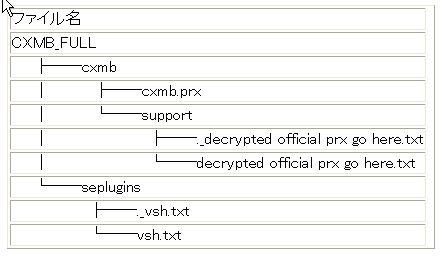 ファイル名
CXMB_FULL
cxmb
cxmb.prx
support
._decrypted official prx go here.txt
decrypted official prx go here.txt
seplugins
._vsh.txt
vsh.txt